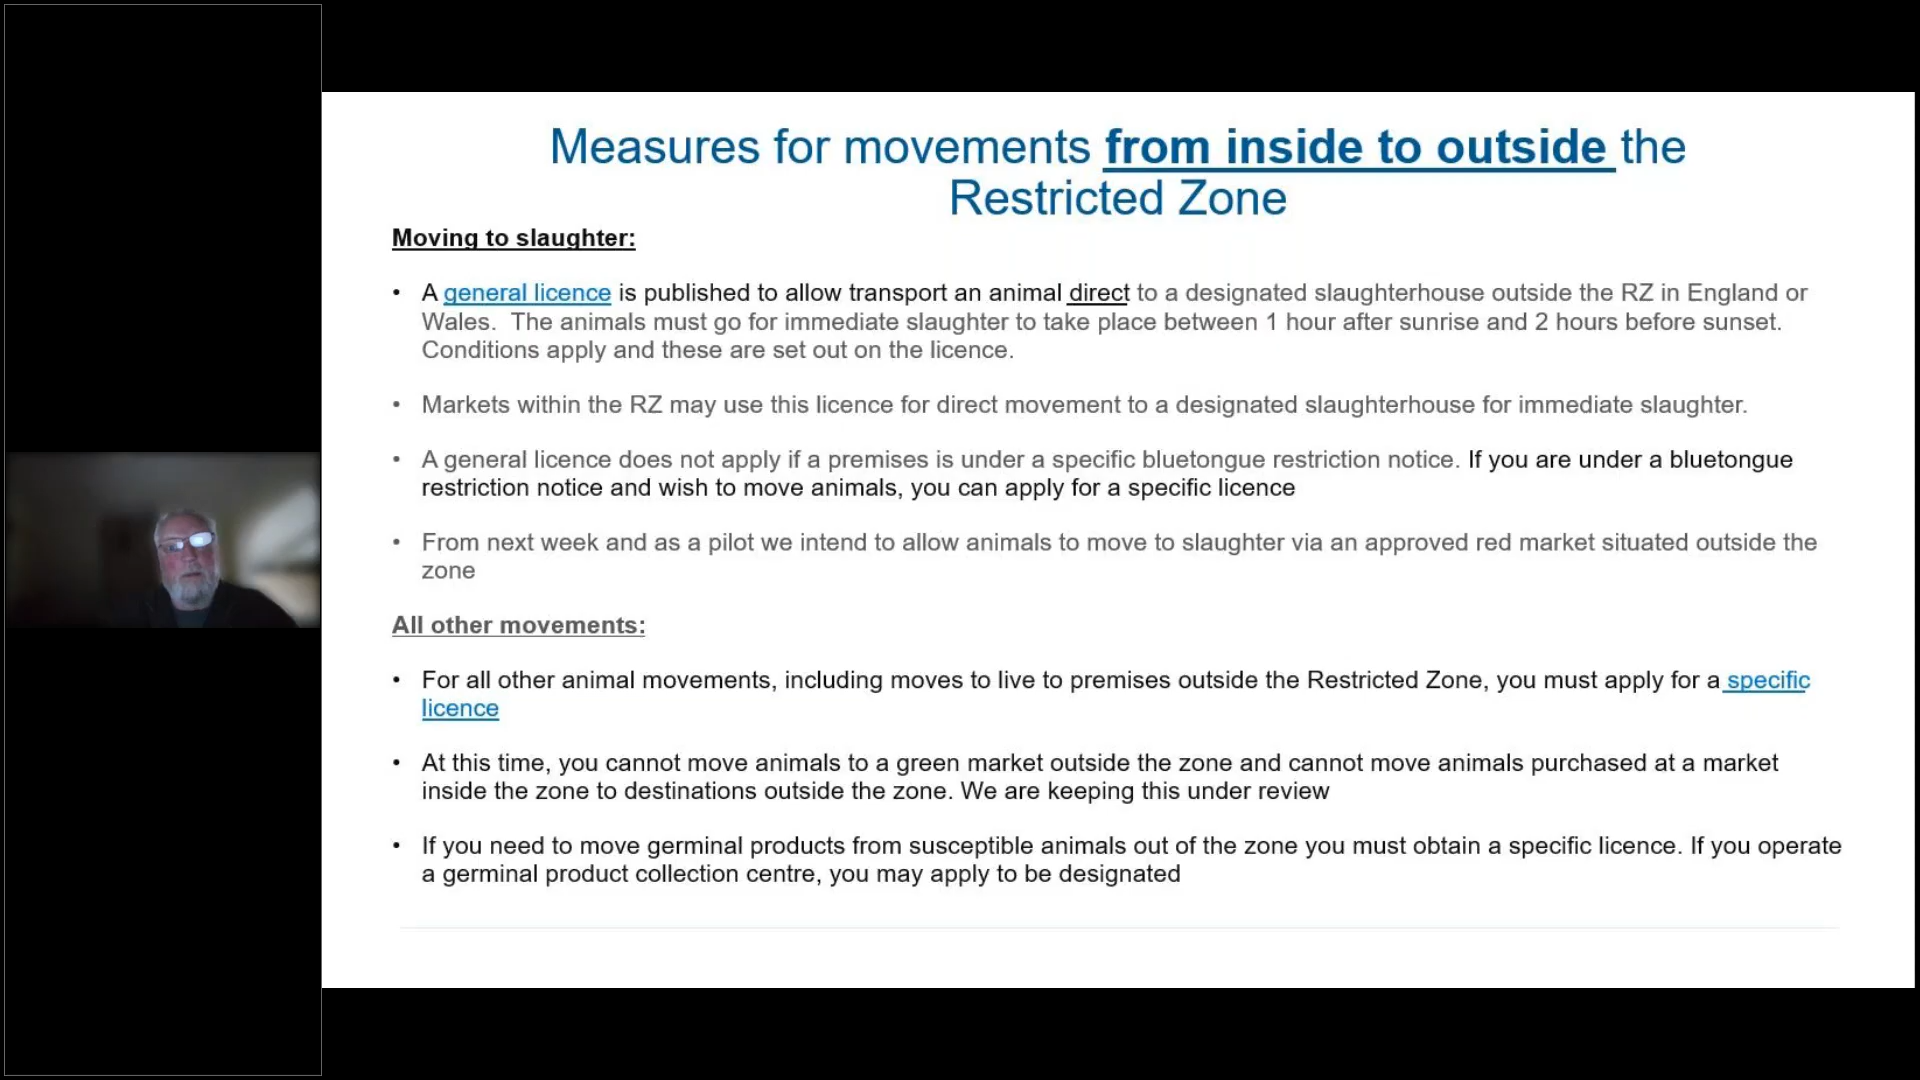 Measures for movements from inside to outside the
Restricted Zone
Moving to slaughter:
• A general licence is published to allow transport an animal direct to a designated slaughterhouse outside the RZ in England or
Wales.  The animals must go for immediate slaughter to take place between 1 hour after sunrise and 2 hours before sunset.
Conditions apply and these are set out on the licence.
• Markets within the RZ may use this licence for direct movement to a designated slaughterhouse for immediate slaughter.
• A general licence does not apply if a premises is under a specific bluetongue restriction notice. If you are under a bluetongue
restriction notice and wish to move animals, you can apply for a specific licence
• From next week and as a pilot we intend to allow animals to move to slaughter via an approved red market situated outside the
zone
All other movements:
• For all other animal movements, including moves to live to premises outside the Restricted Zone, you must apply for a specific
licence
• At this time, you cannot move animals to a green market outside the zone and cannot move animals purchased at a market
inside the zone to destinations outside the zone. We are keeping this under review
• If you need to move germinal products from susceptible animals out of the zone you must obtain a specific licence. If you operate
a germinal product collection centre, you may apply to be designated